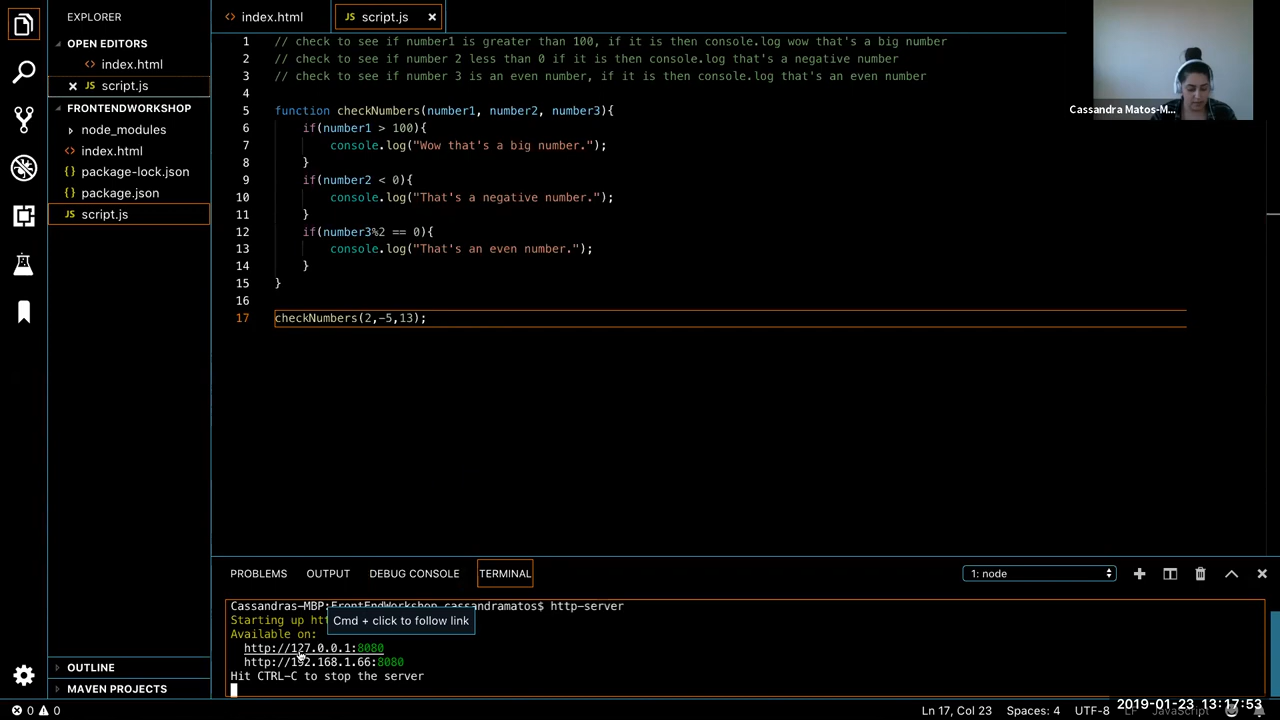 EXPLORER
OPEN EDITORS
index.html
script.js
FRONTENDWORKSHOP
node_modules
index.html
package-lock.json
package.json
script.js
OUTLINE
MAVEN PROJECTS
index.html
script.js
1 // check to see if number1 is greater than 100, if it is then console.log wow that's a big number
2 // check to see if number 2 less than 0 if it is then console.log that's a negative number
3 // check to see if number 3 is an even number, if it is then console.log that's an even number
4
5 function checkNumbers(number1, number2, number3){
6 if(number1 > 100){
7 console.log("Wow that's a big number.");
8 }
9 if(number2 < 0){
10 console.log("That's a negative number.");
11 }
12 if(number3%2 == 0){
13 console.log("That's an even number.");
14 }
15 }
16
17 checkNumbers(2,-5,13);
Cassandra Matos-M...
PROBLEMS OUTPUT DEBUG CONSOLE TERMINAL 1: node
Cassandras-MBP:FrontEndWorkshop cassandramatos$ http-server
Starting up
Cmd + click to follow link
Available on:
http://127.0.0.1:8080
http://192.168.1.66:8080
Hit CTRL-C to stop the server
0 0 Ln 17, Col 23 Spaces: 4 UTF-8 LF JavaScript
2019-01-23 13:17:53